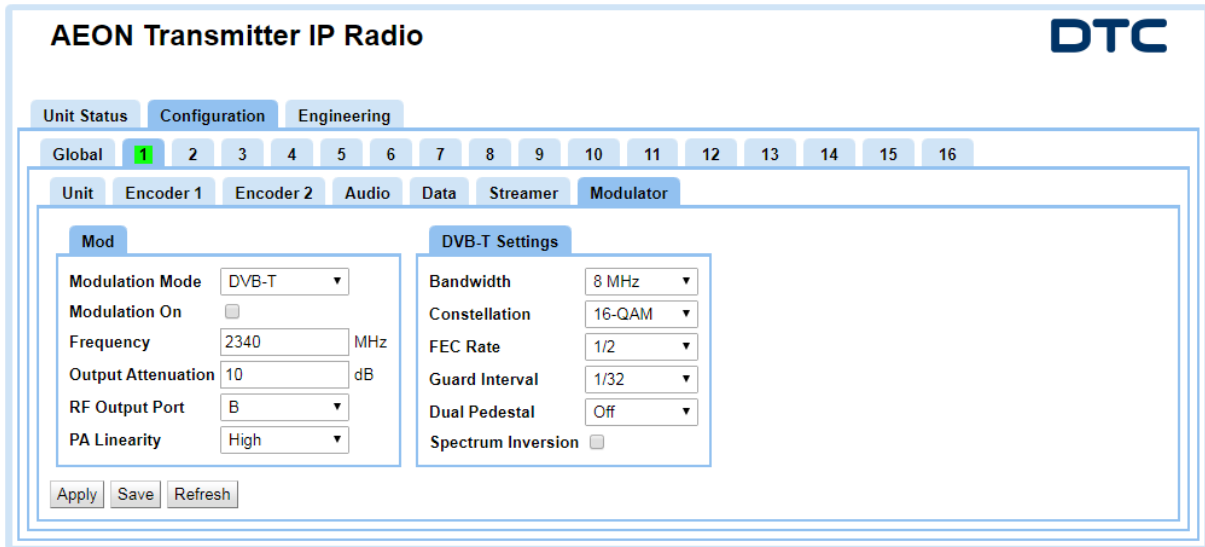 AEON Transmitter IP Radio
DTC
Unit Status Configuration Engineering
Global 1 2 3 4 5 6 7 8 9 10 11 12 13 14 15 16
Unit Encoder 1 Encoder 2 Audio Data Streamer Modulator
Mod
Modulation Mode DVB-T
Modulation On
Frequency 2340 MHz
Output Attenuation 10 dB
RF Output Port B
PA Linearity High
DVB-T Settings
Bandwidth 8 MHz
Constellation 16-QAM
FEC Rate 1/2
Guard Interval 1/32
Dual Pedestal Off
Spectrum Inversion
Apply Save Refresh